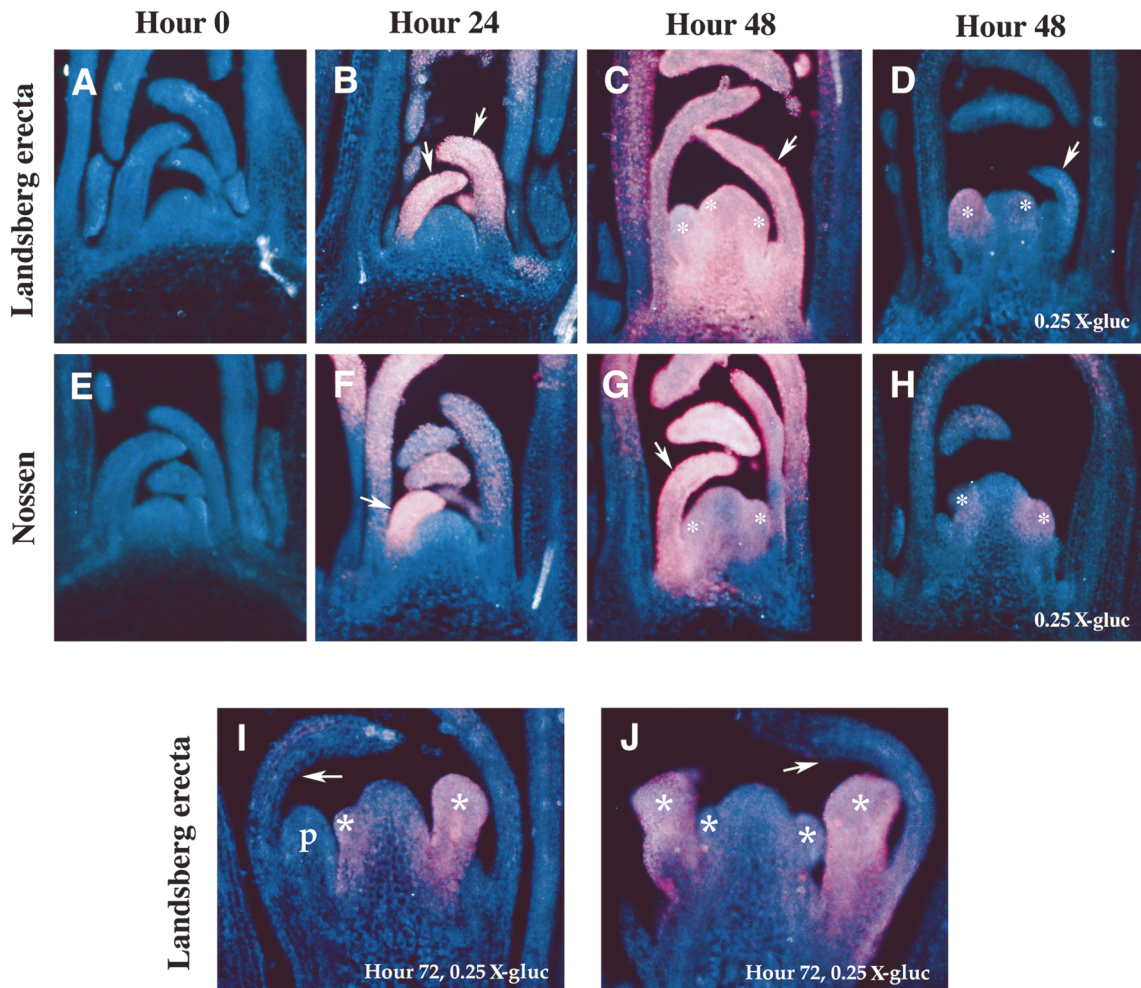 Hour 0 Hour 24 Hour 48 Hour 48
Landsberg erecta
A B C D
* * * * *
0.25 X-gluc
Nossen
E F G H
* * * *
0.25 X-gluc
Landsberg erecta
I J
* * * * * *
p
Hour 72, 0.25 X-gluc Hour 72, 0.25 X-gluc